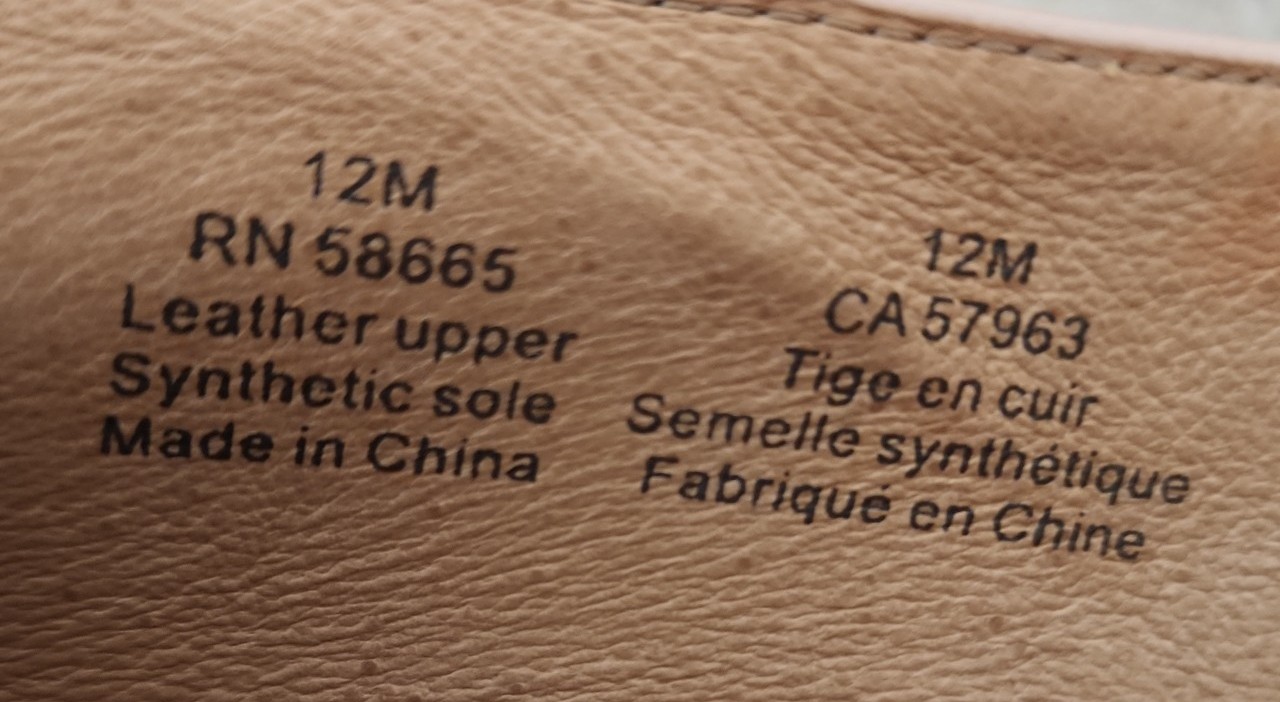 12M
RN 58665
Leather upper
Synthetic sole
Made in China
12M
CA 57963
Tige en cuir
Semelle synthétique
Fabriqué en Chine